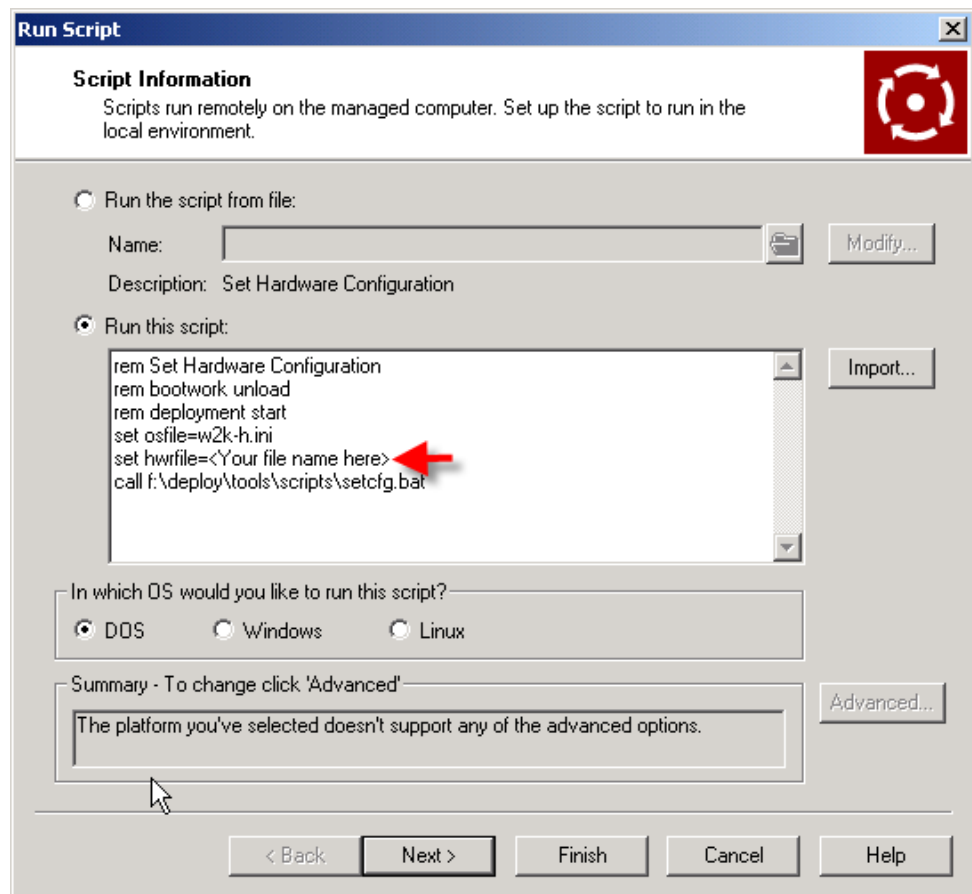 Run Script
Script Information
Scripts run remotely on the managed computer. Set up the script to run in the
local environment.
Run the script from file:
Name:
Modify...
Description: Set Hardware Configuration
Run this script:
rem Set Hardware Configuration
rem bootwork unload
rem deployment start
set osfile=w2k-h.ini
set hwrfile=<Your file name here>
call f:\deploy\tools\scripts\setcfg.bat
Import...
In which OS would you like to run this script?
DOS Windows Linux
Summary - To change click 'Advanced'
The platform you've selected doesn't support any of the advanced options.
Advanced...
< Back Next > Finish Cancel Help